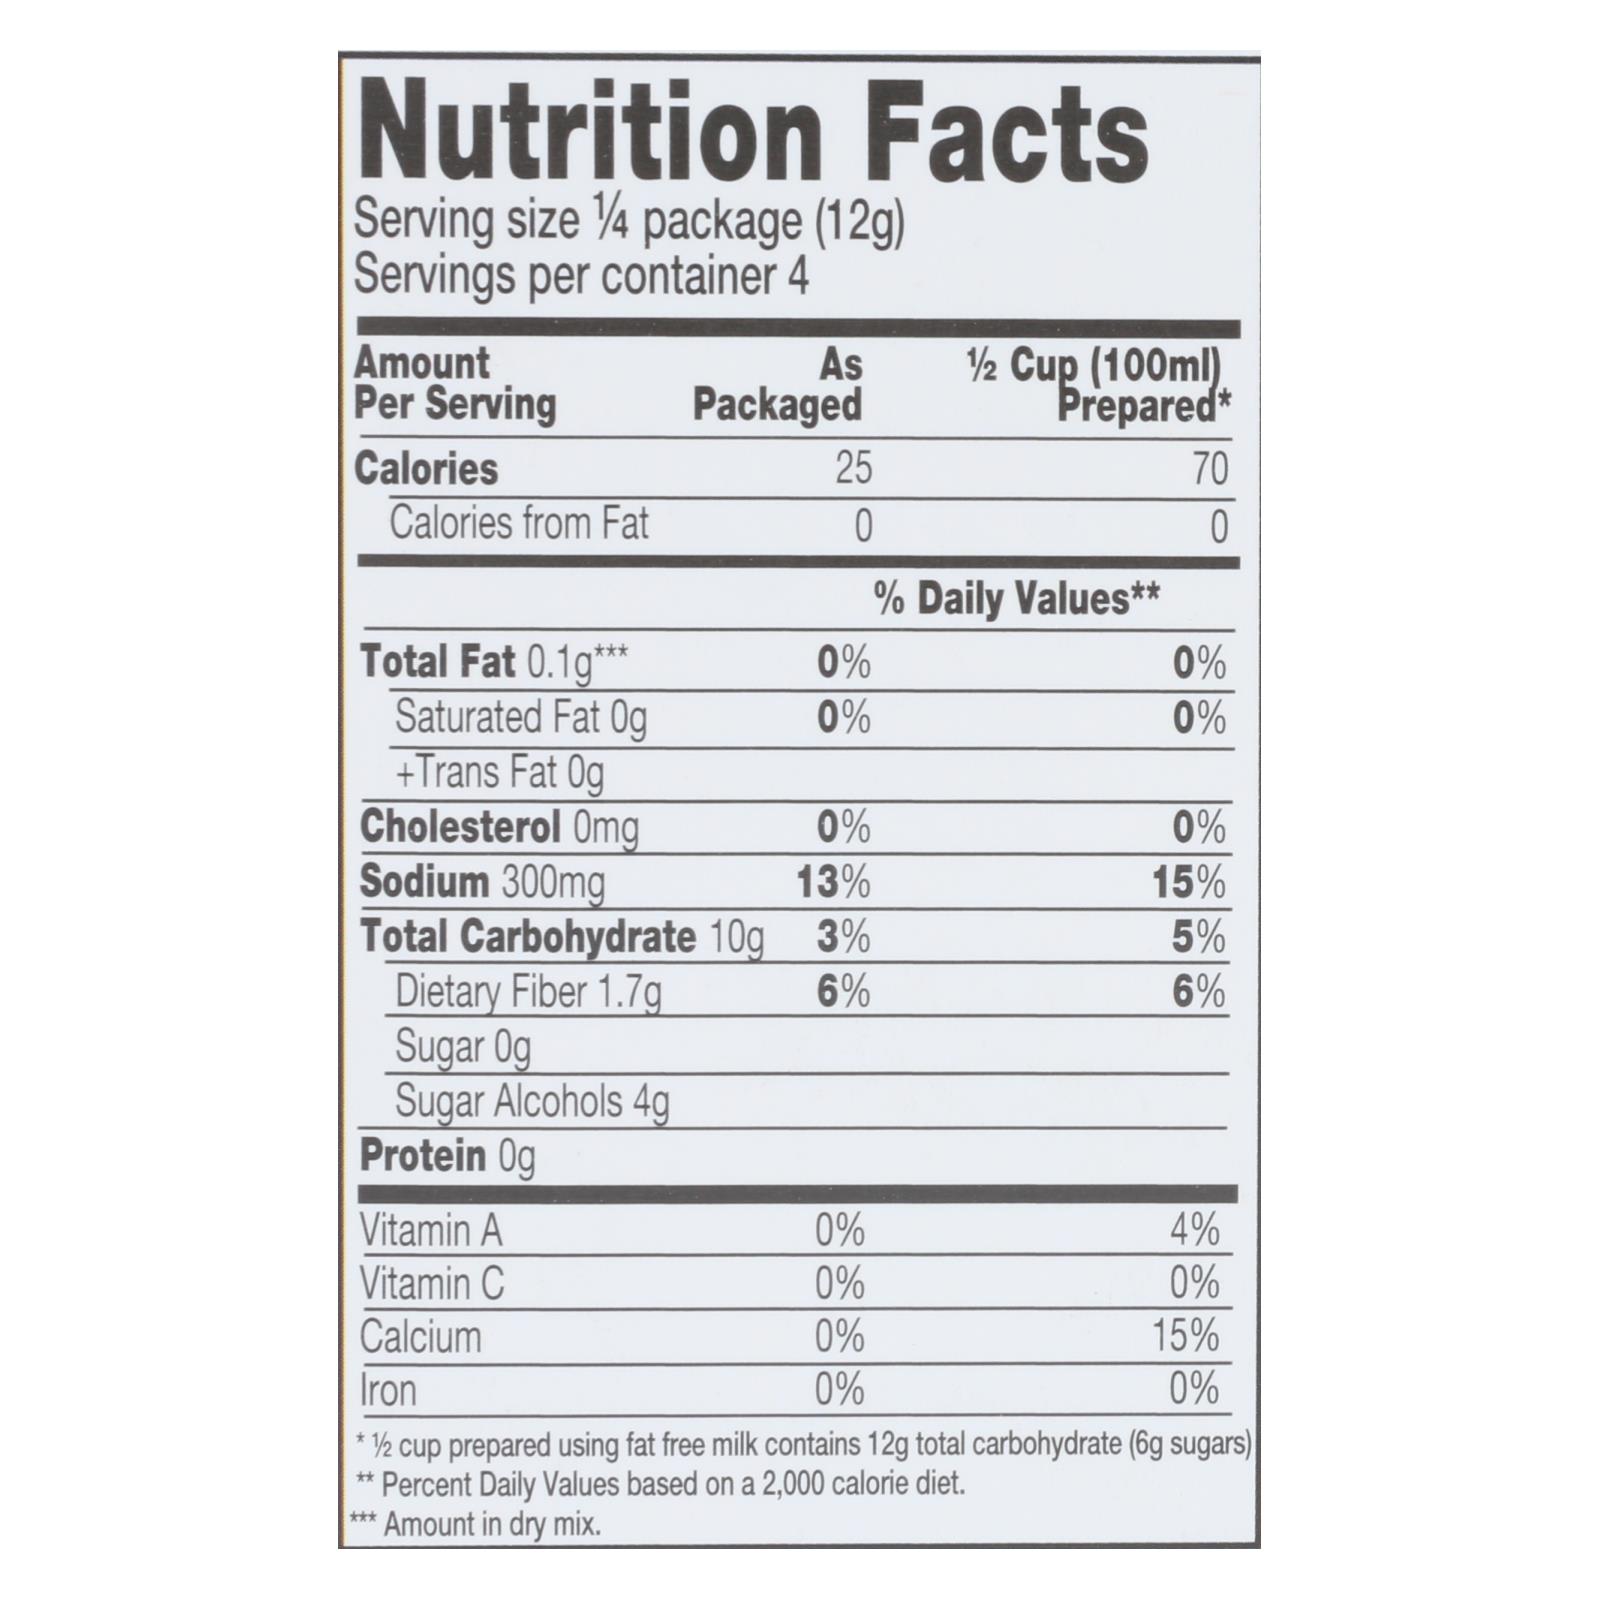 Nutrition Facts
Serving size ¼ package (12g)
Servings per container 4
Amount Per Serving As Packaged ½ Cup (100ml) Prepared*
Calories 25 70
Calories from Fat 0 0
% Daily Values**
Total Fat 0.1g*** 0% 0%
Saturated Fat 0g 0% 0%
+Trans Fat 0g
Cholesterol 0mg 0% 0%
Sodium 300mg 13% 15%
Total Carbohydrate 10g 3% 5%
Dietary Fiber 1.7g 6% 6%
Sugar 0g
Sugar Alcohols 4g
Protein 0g
Vitamin A 0% 4%
Vitamin C 0% 0%
Calcium 0% 15%
Iron 0% 0%
* ½ cup prepared using fat free milk contains 12g total carbohydrate (6g sugars)
** Percent Daily Values based on a 2,000 calorie diet.
*** Amount in dry mix.